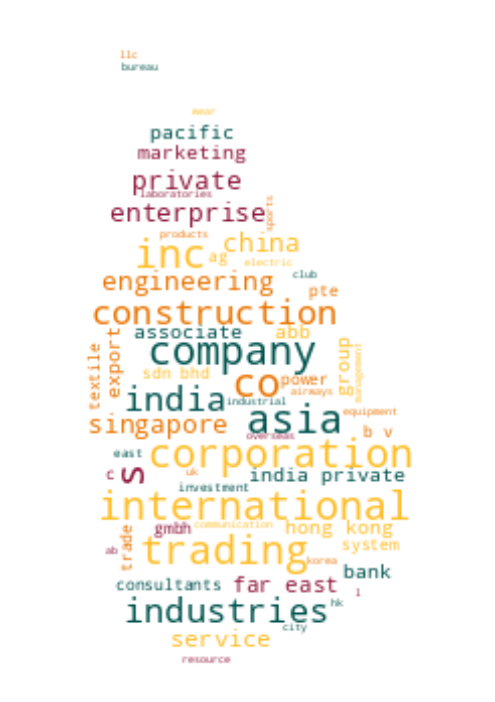 llc
bureau
wear
pacific
marketing
private
laboratories
enterprise
sports
products
china
inc
ag
electric
club
engineering
pte
construction
associate
abb
company
export
textile
group
management
sdn bhd
co
power
airways
india
industrial
asia
equipment
singapore
overseas
b v
east
corporation
c
s
uk
india private
investment
international
gmbh
communication
hong kong
trade
ab
trading
system
korea
bank
consultants
far east
l
industries
hk
city
service
resource